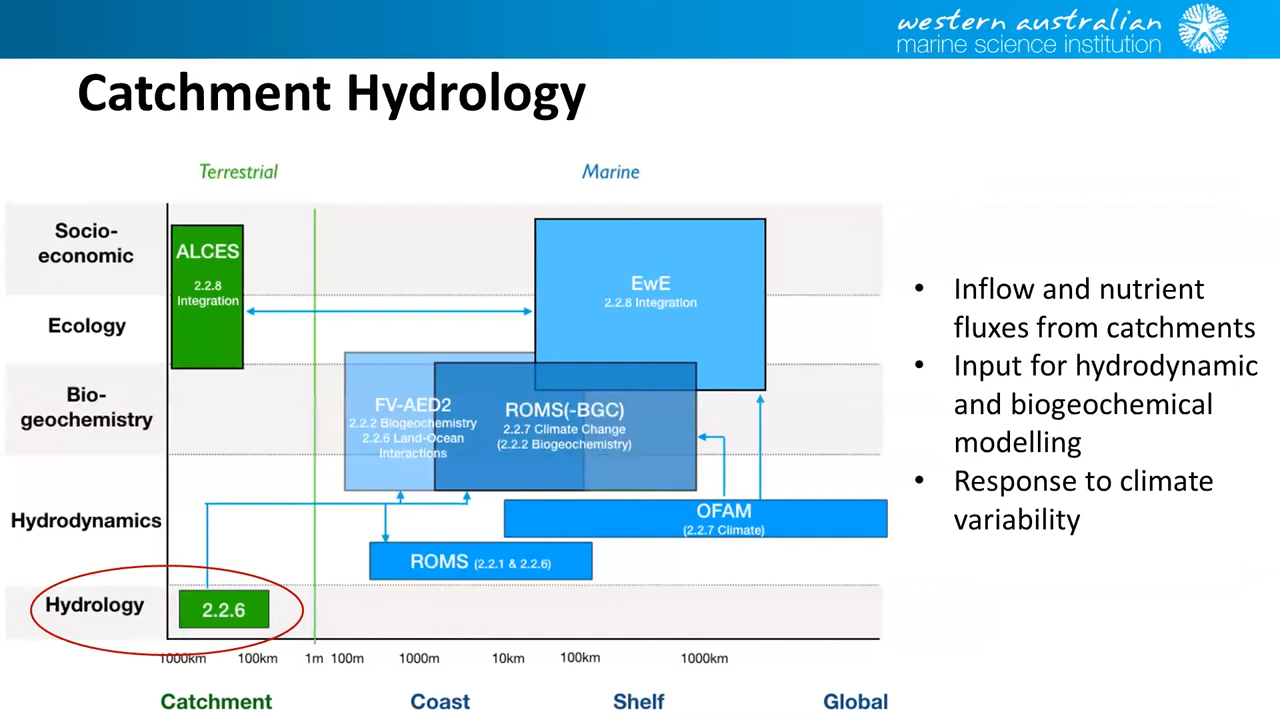 western australian
marine science institution
Catchment Hydrology
Terrestrial
Marine
Socio-
economic
Ecology
Bio-
geochemistry
Hydrodynamics
Hydrology
ALCES
2.2.8
Integration
EwE
2.2.8 Integration
FV-AED2
2.2.2 Biogeochemistry
2.2.6 Land-Ocean
Interactions
ROMS(-BGC)
2.2.7 Climate Change
(2.2.2 Biogeochemistry)
OFAM
(2.2.7 Climate)
ROMS (2.2.1 & 2.2.6)
2.2.6
1000km 100km 1m 100m 1000m 10km 100km 1000km
Catchment Coast Shelf Global
• Inflow and nutrient
fluxes from catchments
• Input for hydrodynamic
and biogeochemical
modelling
• Response to climate
variability